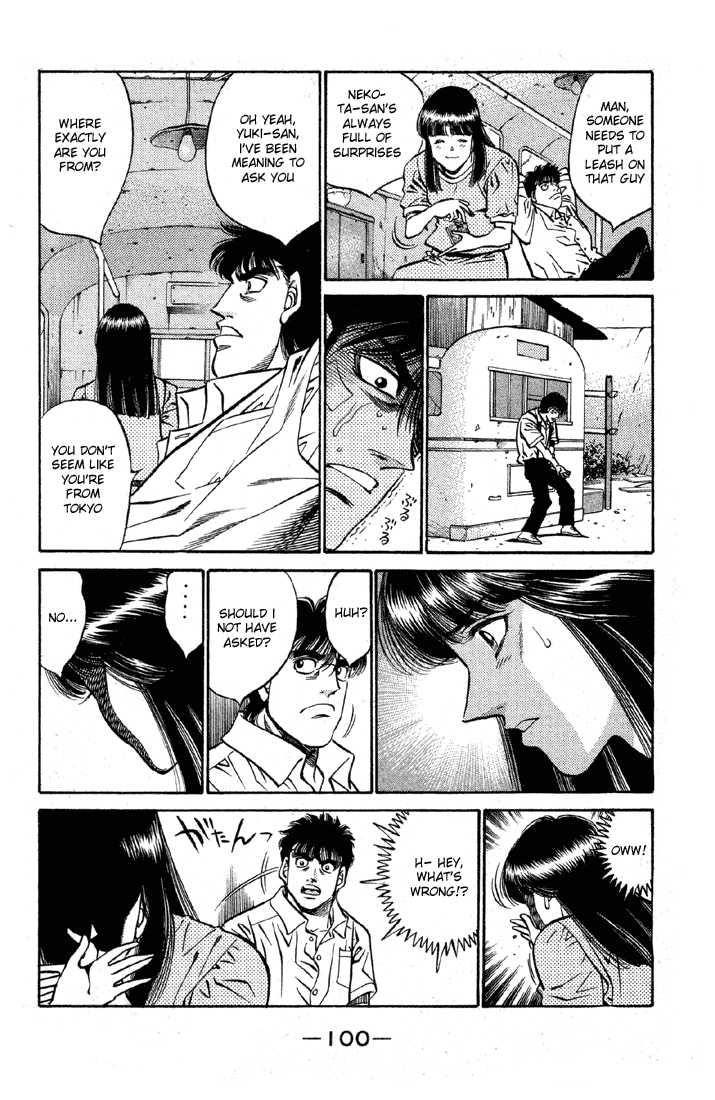 MAN,
SOMEONE
NEEDS TO
PUT A
LEASH ON
THAT GUY
NEKO-
TA-SAN'S
ALWAYS
FULL OF
SURPRISES
OH YEAH,
YUKI-SAN,
I'VE BEEN
MEANING TO
ASK YOU
WHERE
EXACTLY
ARE YOU
FROM?
YOU DON'T
SEEM LIKE
YOU'RE
FROM
TOKYO
ぶる
ぶる
HUH?
SHOULD I
NOT HAVE
ASKED?
....
NO...
OWW!
H- HEY,
WHAT'S
WRONG!?
がたんっ
—100—